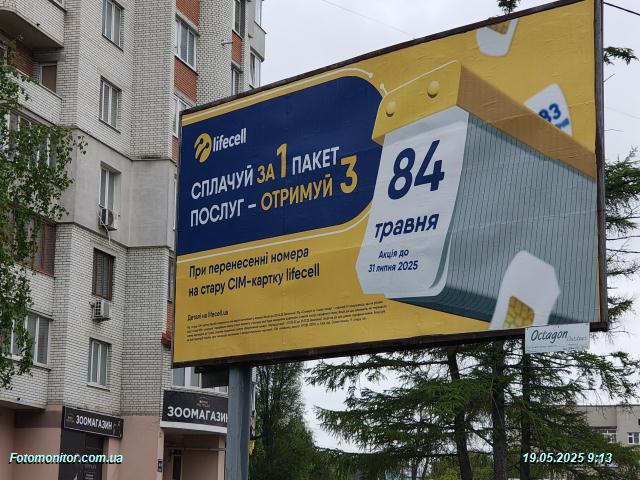 lifecell
СПЛАЧУЙ ЗА 1 ПАКЕТ
ПОСЛУГ – ОТРИМУЙ 3
При перенесенні номера
на стару СІМ-картку lifecell
Деталі на lifecell.ua
84
травня
Акція до
31 липня 2025
93
Octagon
ЗООМАГАЗИН
ЗООМАГАЗИН
Fotomonitor.com.ua
19.05.2025 9:13